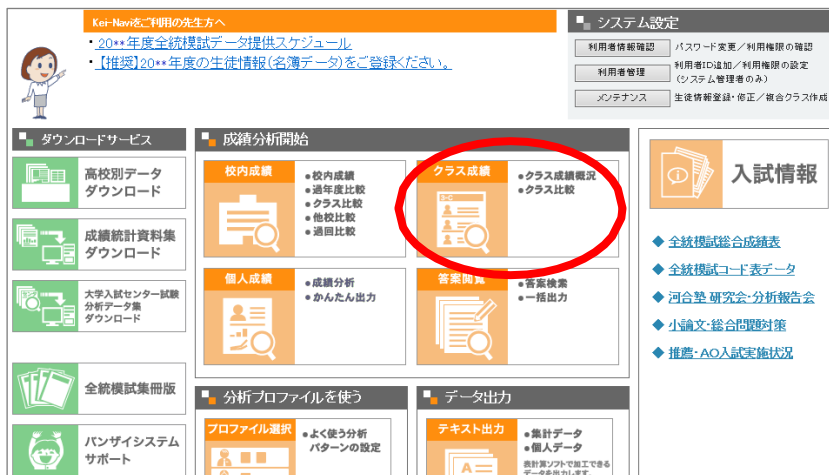 Kei-Naviをご利用の先生方へ
・20**年度全統模試データ提供スケジュール
・【推奨】20**年度の生徒情報(名簿データ)をご登録ください。
システム設定
利用者情報確認 パスワード変更／利用権限の確認
利用者管理 利用者ID追加／利用権限の設定
(システム管理者のみ)
メンテナンス 生徒情報登録・修正／複合クラス作成
ダウンロードサービス
高校別データ
ダウンロード
成績統計資料集
ダウンロード
大学入試センター試験
分析データ集
ダウンロード
全統模試集冊版
バンザイシステム
サポート
成績分析開始
校内成績
●校内成績
●過年度比較
●クラス比較
●他校比較
●過回比較
クラス成績
●クラス成績概況
●クラス比較
個人成績
●成績分析
●かんたん出力
答案閲覧
●答案検索
●一括出力
分析プロファイルを使う
プロファイル選択
●よく使う分析
パターンの設定
データ出力
テキスト出力
●集計データ
●個人データ
表計算ソフトで加工できる
データを出力します。
入試情報
◆ 全統模試総合成績表
◆ 全統模試コード表データ
◆ 河合塾 研究会・分析報告会
◆ 小論文・総合問題対策
◆ 推薦・AO入試実施状況